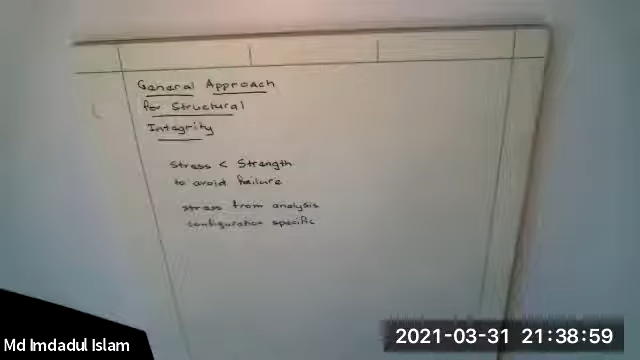 General Approach
for Structural
Integrity
Stress < Strength
to avoid failure
stress from analysis
configuration specific
Md Imdadul Islam
2021-03-31 21:38:59